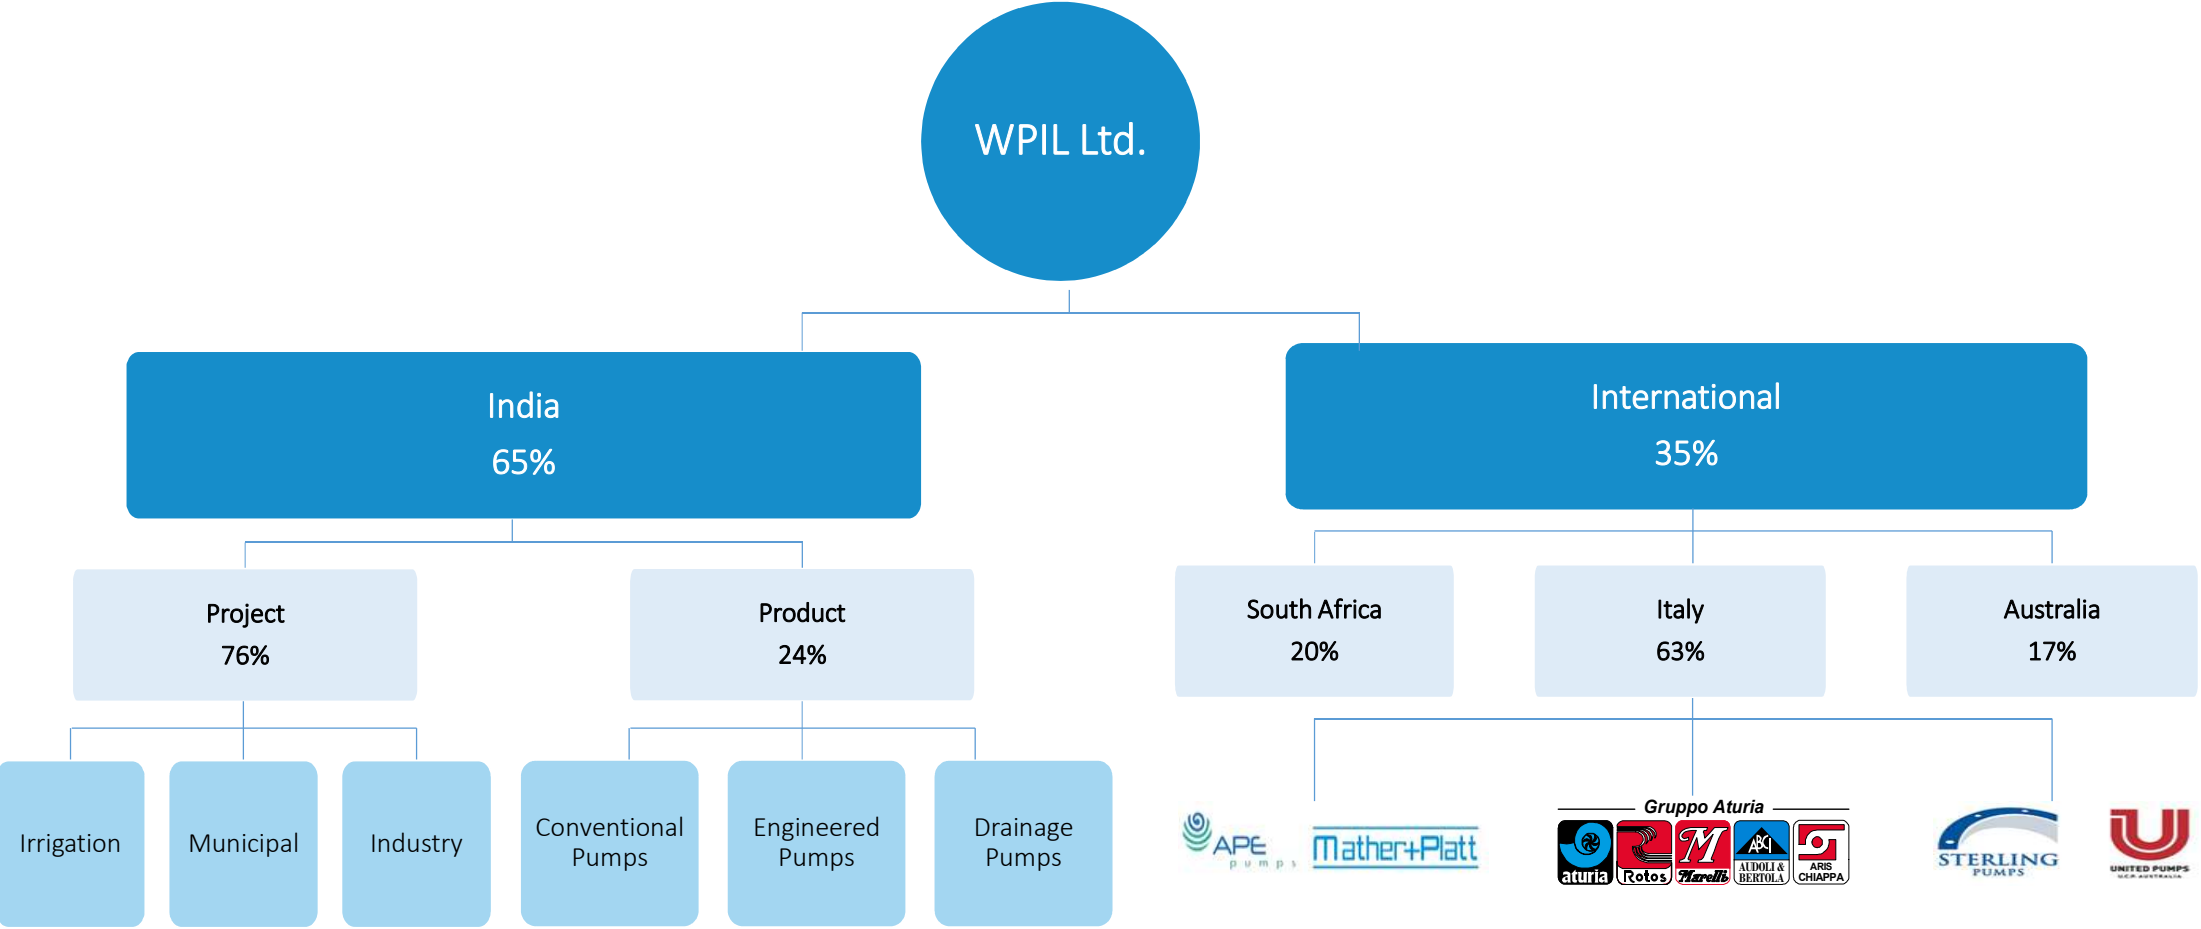 WPIL Ltd.
India
65%
International
35%
Project
76%
Product
24%
South Africa
20%
Italy
63%
Australia
17%
Irrigation
Municipal
Industry
Conventional
Pumps
Engineered
Pumps
Drainage
Pumps
APE
pumps
Mather+Platt
Gruppo Aturia
aturia
Rotos
M
Marelli
ABC
AUDOLI &
BERTOLA
ARIS
CHIAPPA
STERLING
PUMPS
UNITED PUMPS
U.C.P. AUSTRALIA